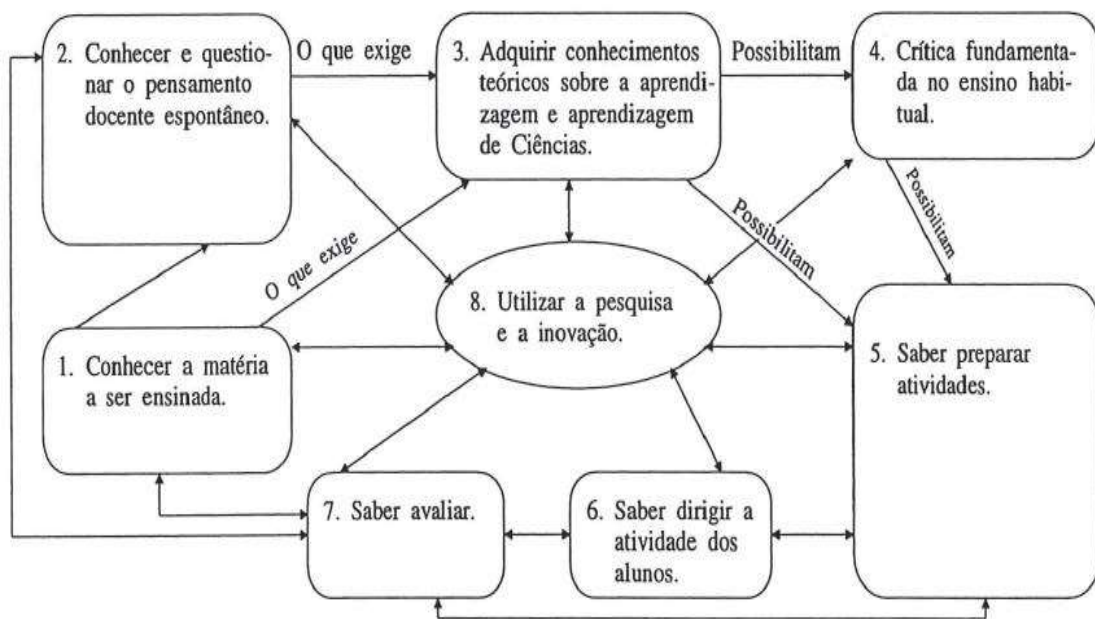 2. Conhecer e questio-
nar o pensamento
docente espontâneo.
O que exige
3. Adquirir conhecimentos
teóricos sobre a aprendi-
zagem e aprendizagem
de Ciências.
Possibilitam
4. Crítica fundamenta-
da no ensino habi-
tual.
O que exige
Possibilitam
Possibilitam
1. Conhecer a matéria
a ser ensinada.
8. Utilizar a pesquisa
e a inovação.
5. Saber preparar
atividades.
7. Saber avaliar.
6. Saber dirigir a
atividade dos
alunos.